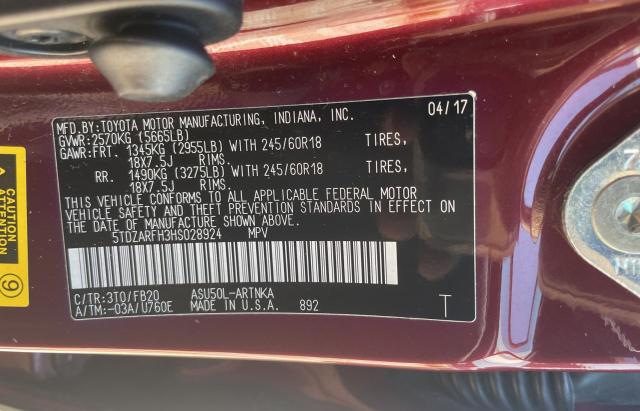 MFD.BY:TOYOTA MOTOR MANUFACTURING, INDIANA, INC. 04/17
GVWR:2570KG (5665LB)
GAWR:FRT. 1345KG (2955LB) WITH 245/60R18 TIRES,
18X7.5J RIMS.
RR. 1490KG (3275LB) WITH 245/60R18 TIRES,
18X7.5J RIMS.
THIS VEHICLE CONFORMS TO ALL APPLICABLE FEDERAL MOTOR
VEHICLE SAFETY AND THEFT PREVENTION STANDARDS IN EFFECT ON
THE DATE OF MANUFACTURE SHOWN ABOVE.
5TDZARFH3HS028924 MPV
C/TR:3T0/FB20 ASU50L-ARTNKA
A/TM:-03A/U760E MADE IN U.S.A. 892 T
CAUTION
ATTENTION
9
7